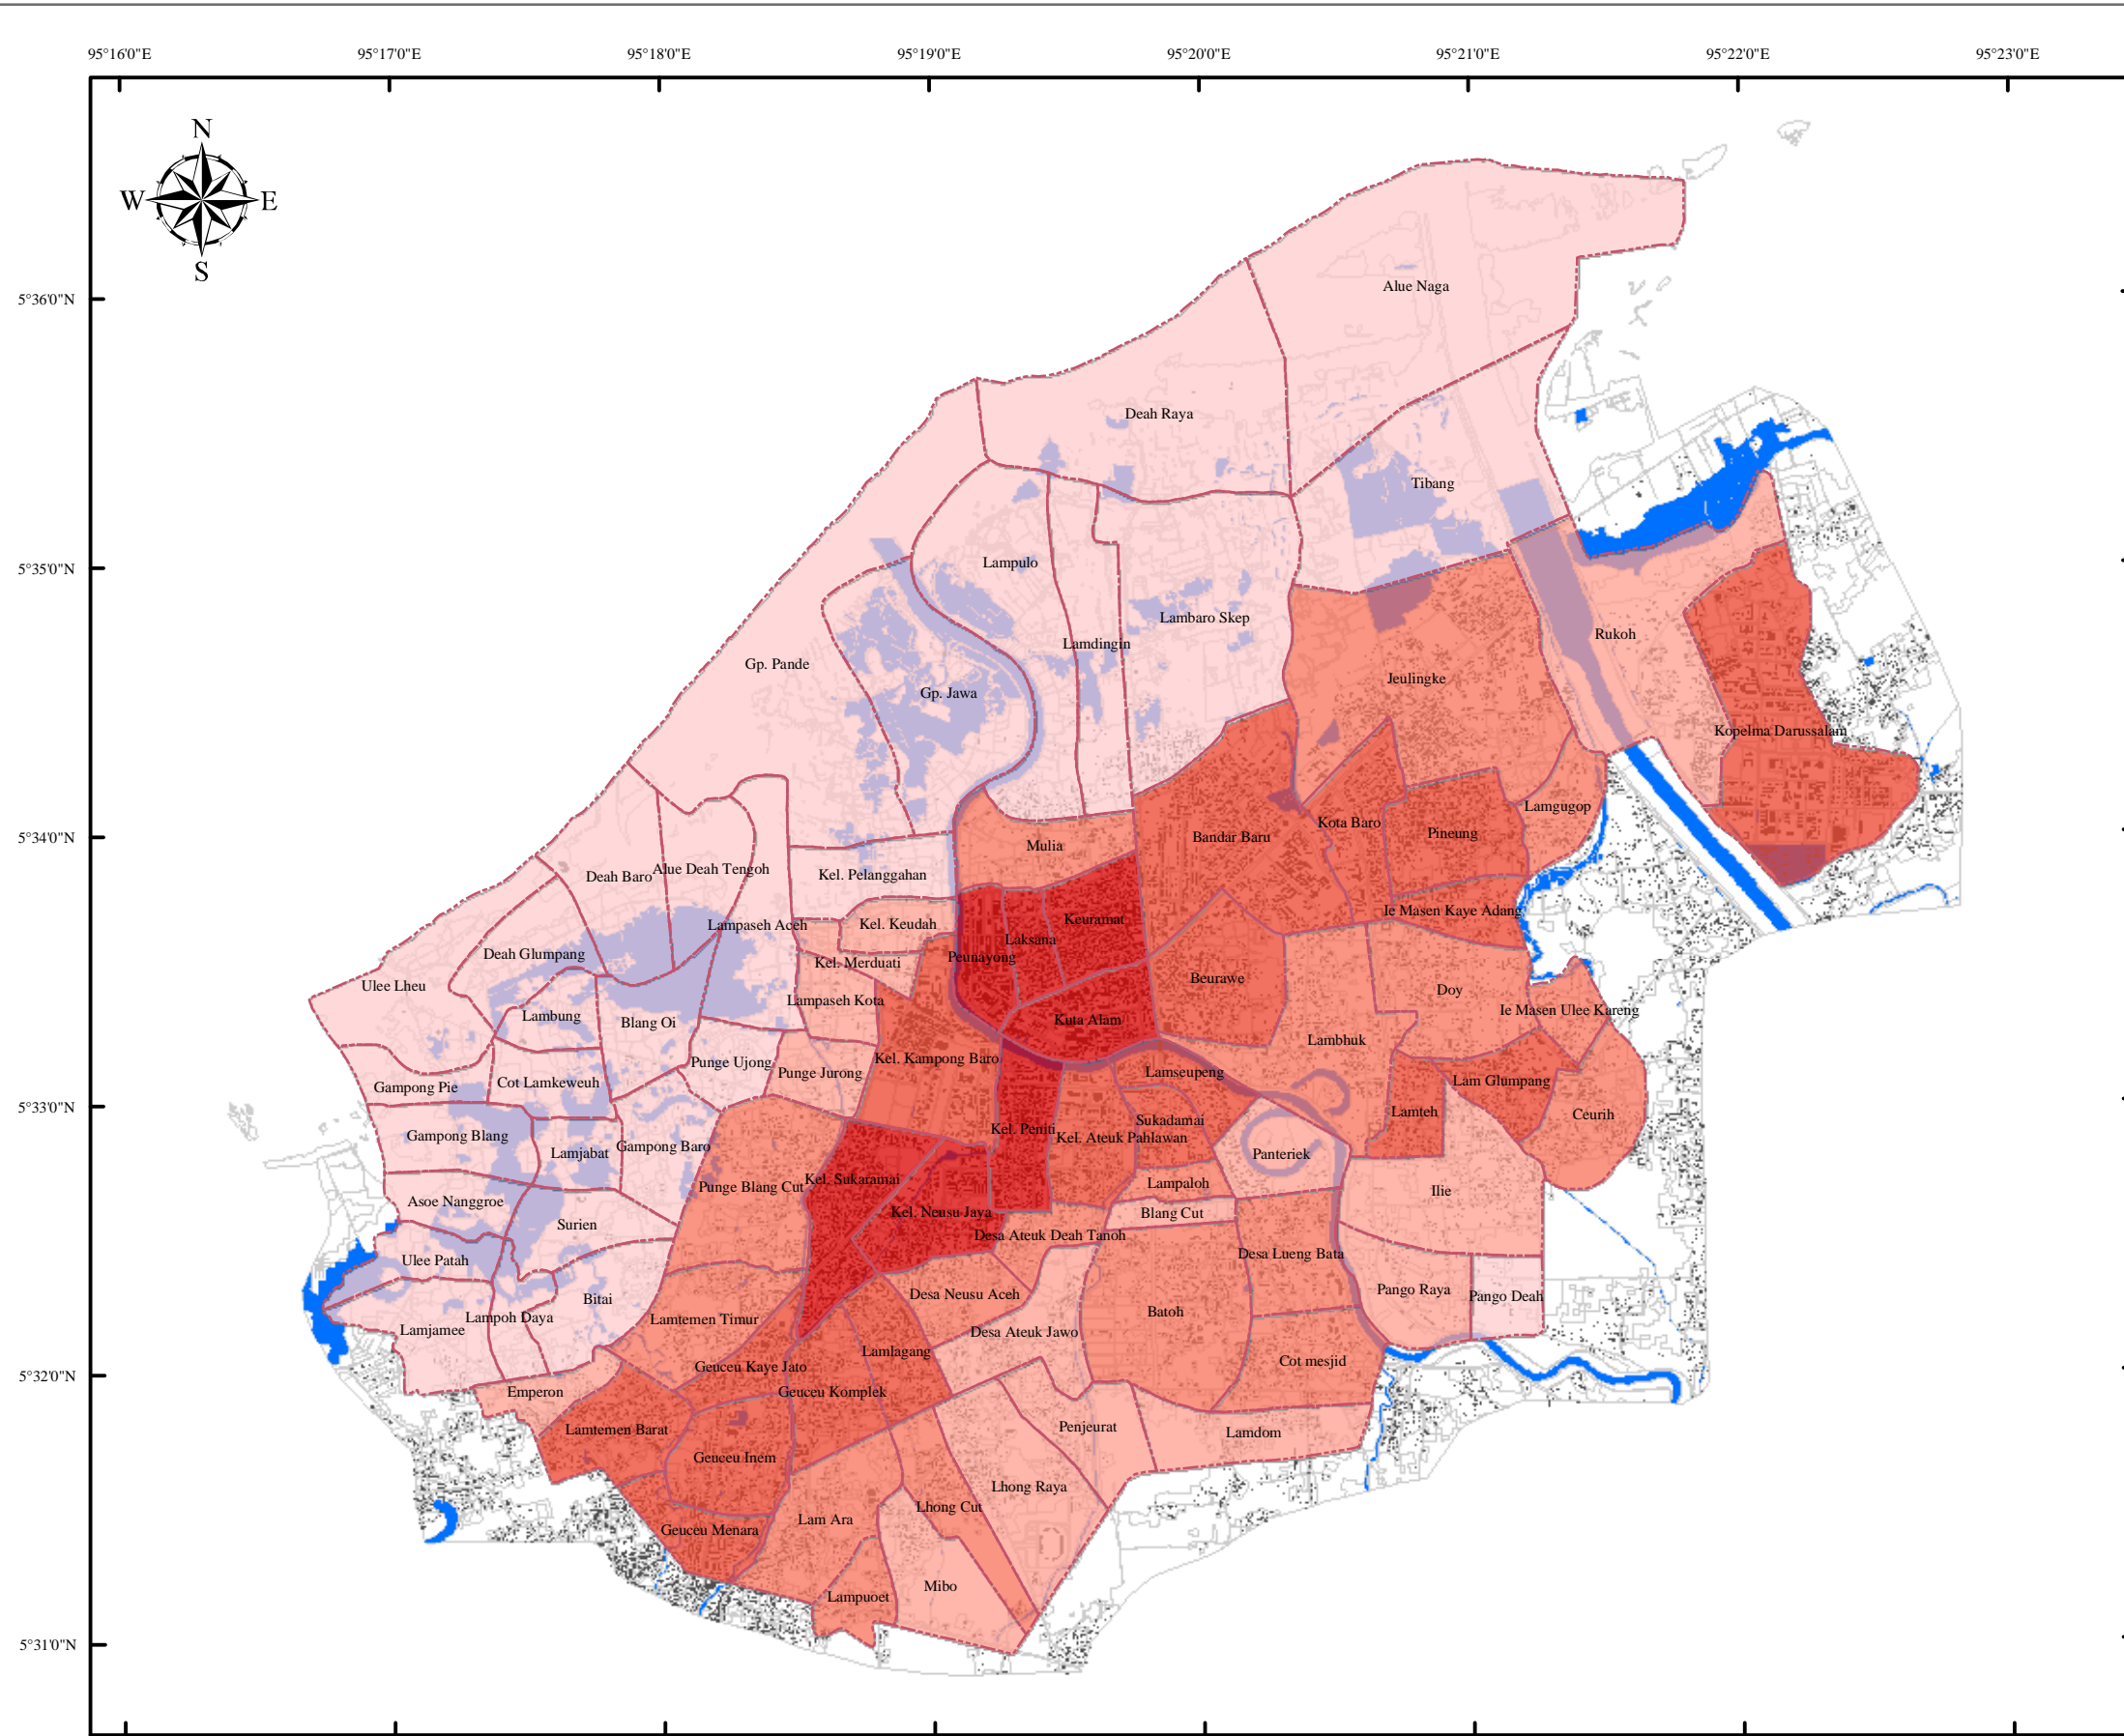 95°16'0"E 95°17'0"E 95°18'0"E 95°19'0"E 95°20'0"E 95°21'0"E 95°22'0"E 95°23'0"E
N
W E
S
5°36'0"N
5°35'0"N
5°34'0"N
5°33'0"N
5°32'0"N
5°31'0"N
Alue Naga
Deah Raya
Tibang
Lampulo
Lambaro Skep
Rukoh
Lamdingin
Gp. Pande
Jeulingke
Gp. Jawa
Kopelma Darussalam
Lamgugop
Kota Baro
Pineung
Bandar Baru
Mulia
Alue Deah Tengoh
Kel. Pelanggahan
Deah Baro
Ie Masen Kaye Adang
Keuramat
Kel. Keudah
Lampaseh Aceh
Laksana
Deah Glumpang
Peunayong
Kel. Merduati
Beurawe
Ulee Lheu
Doy
Lampaseh Kota
Ie Masen Ulee Kareng
Lambung
Kuta Alam
Blang Oi
Lambhuk
Kel. Kampong Baro
Punge Ujong
Punge Jurong
Lamseupeng
Lam Glumpang
Cot Lamkeweuh
Gampong Pie
Lamteh
Ceurih
Sukadamai
Kel. Peniti
Gampong Blang
Kel. Ateuk Pahlawan
Gampong Baro
Lamjabat
Panteriek
Kel. Sukaramai
Lampaloh
Punge Blang Cut
Ilie
Asoe Nanggroe
Kel. Neusu Jaya
Blang Cut
Surien
Desa Ateuk Deah Tanoh
Desa Lueng Bata
Ulee Patah
Pango Raya
Desa Neusu Aceh
Pango Deah
Bitai
Batoh
Lampoh Daya
Lamtemen Timur
Lamjamee
Desa Ateuk Jawo
Lamlagang
Cot mesjid
Geuceu Kaye Jato
Emperon
Geuceu Komplek
Penjeurat
Lamtemen Barat
Lamdom
Geuceu Inem
Lhong Raya
Lhong Cut
Lam Ara
Geuceu Menara
Mibo
Lampuoet